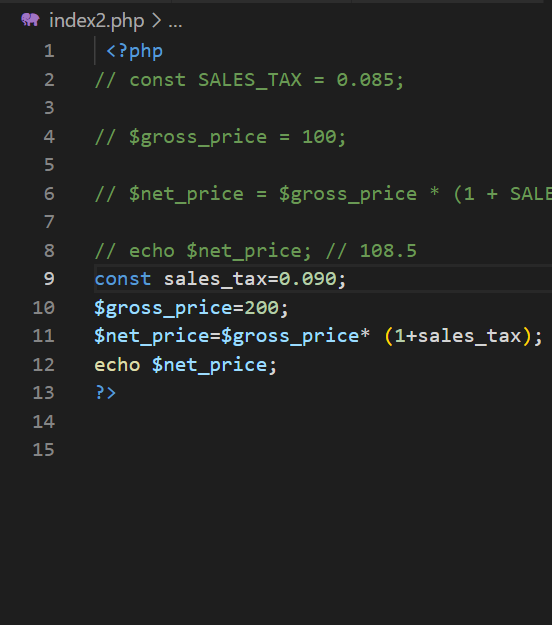 index2.php > ...
1 <?php
2 // const SALES_TAX = 0.085;
3
4 // $gross_price = 100;
5
6 // $net_price = $gross_price * (1 + SALE
7
8 // echo $net_price; // 108.5
9 const sales_tax=0.090;
10 $gross_price=200;
11 $net_price=$gross_price* (1+sales_tax);
12 echo $net_price;
13 ?>
14
15